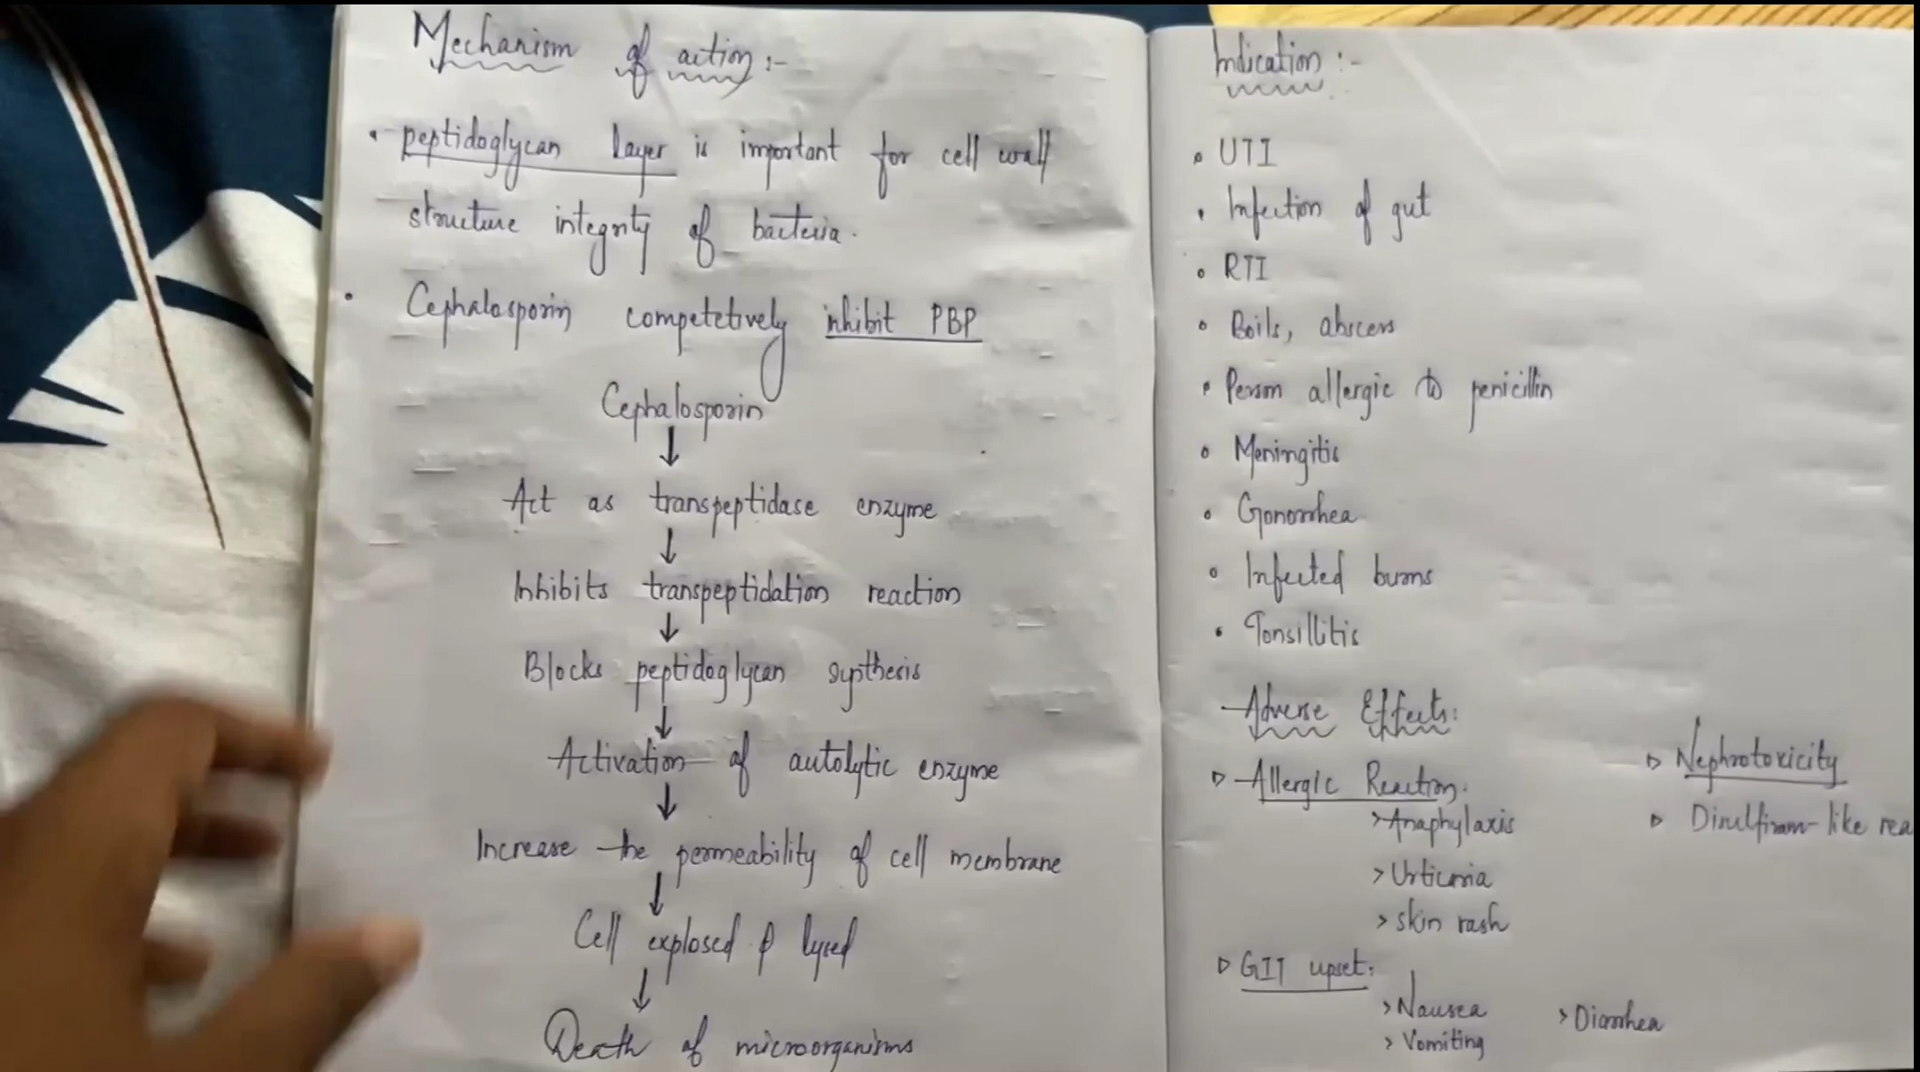 Mechanism of action :-
• peptidoglycan layer is important for cell wall
structure integrity of bacteria.
• Cephalosporin competetively inhibit PBP
Cephalosporin
↓
Act as transpeptidase enzyme
↓
Inhibits transpeptidation reaction
↓
Blocks peptidoglycan synthesis
↓
Activation of autolytic enzyme
↓
Increase the permeability of cell membrane
↓
Cell explosed & lysed
↓
Death of microorganisms
Indication :-
• UTI
• Infection of gut
• RTI
• Boils, abscess
• Person allergic to penicillin
• Meningitis
• Gonorrhea
• Infected burns
• Tonsillitis
Adverse Effects:
▷ Allergic Reaction:
> Anaphylaxis
> Urticaria
> skin rash
▷ GIT upset:
> Nausea > Diarrhea
> Vomiting
▷ Nephrotoxicity
▷ Disulfiram-like rea